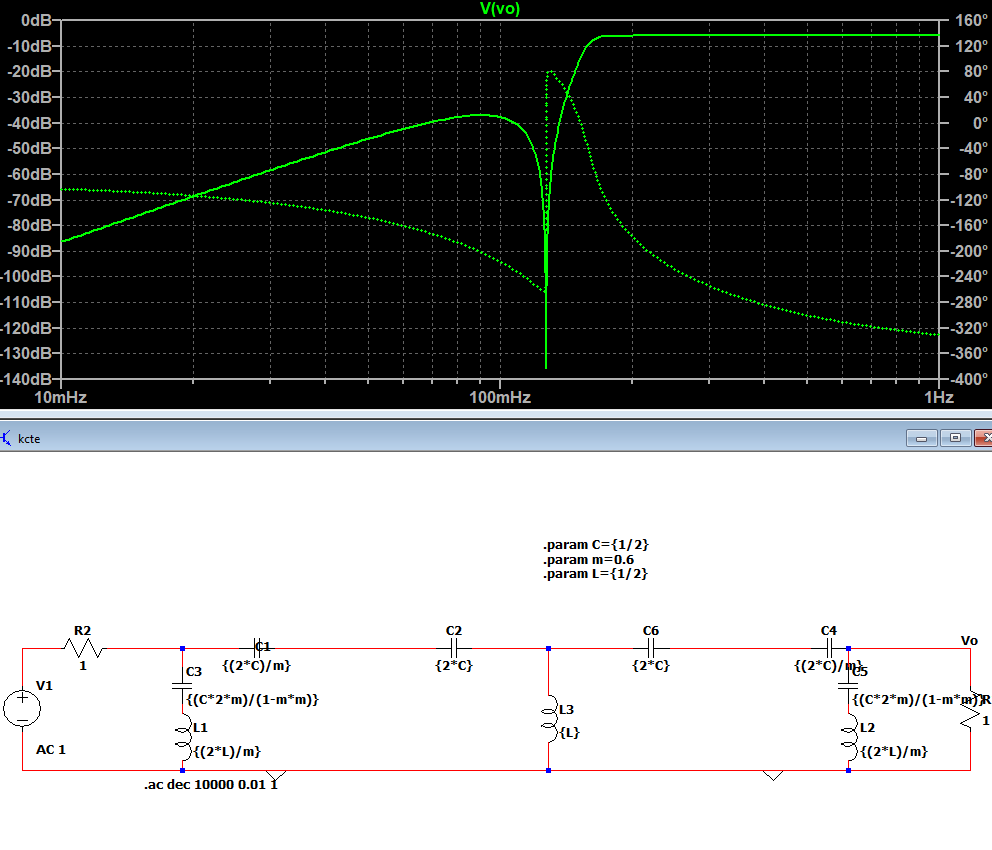 V(vo)
0dB
-10dB
-20dB
-30dB
-40dB
-50dB
-60dB
-70dB
-80dB
-90dB
-100dB
-110dB
-120dB
-130dB
-140dB
160°
120°
80°
40°
0°
-40°
-80°
-120°
-160°
-200°
-240°
-280°
-320°
-360°
-400°
10mHz 100mHz 1Hz
kcte
.param C={1/2}
.param m=0.6
.param L={1/2}
R2
1
C1
{(2*C)/m}
C2
{2*C}
C6
{2*C}
C4
{(2*C)/m}
Vo
V1
AC 1
C3
{(C*2*m)/(1-m*m)}
L1
{(2*L)/m}
L3
{L}
C5
{(C*2*m)/(1-m*m)}
L2
{(2*L)/m}
R
1
.ac dec 10000 0.01 1